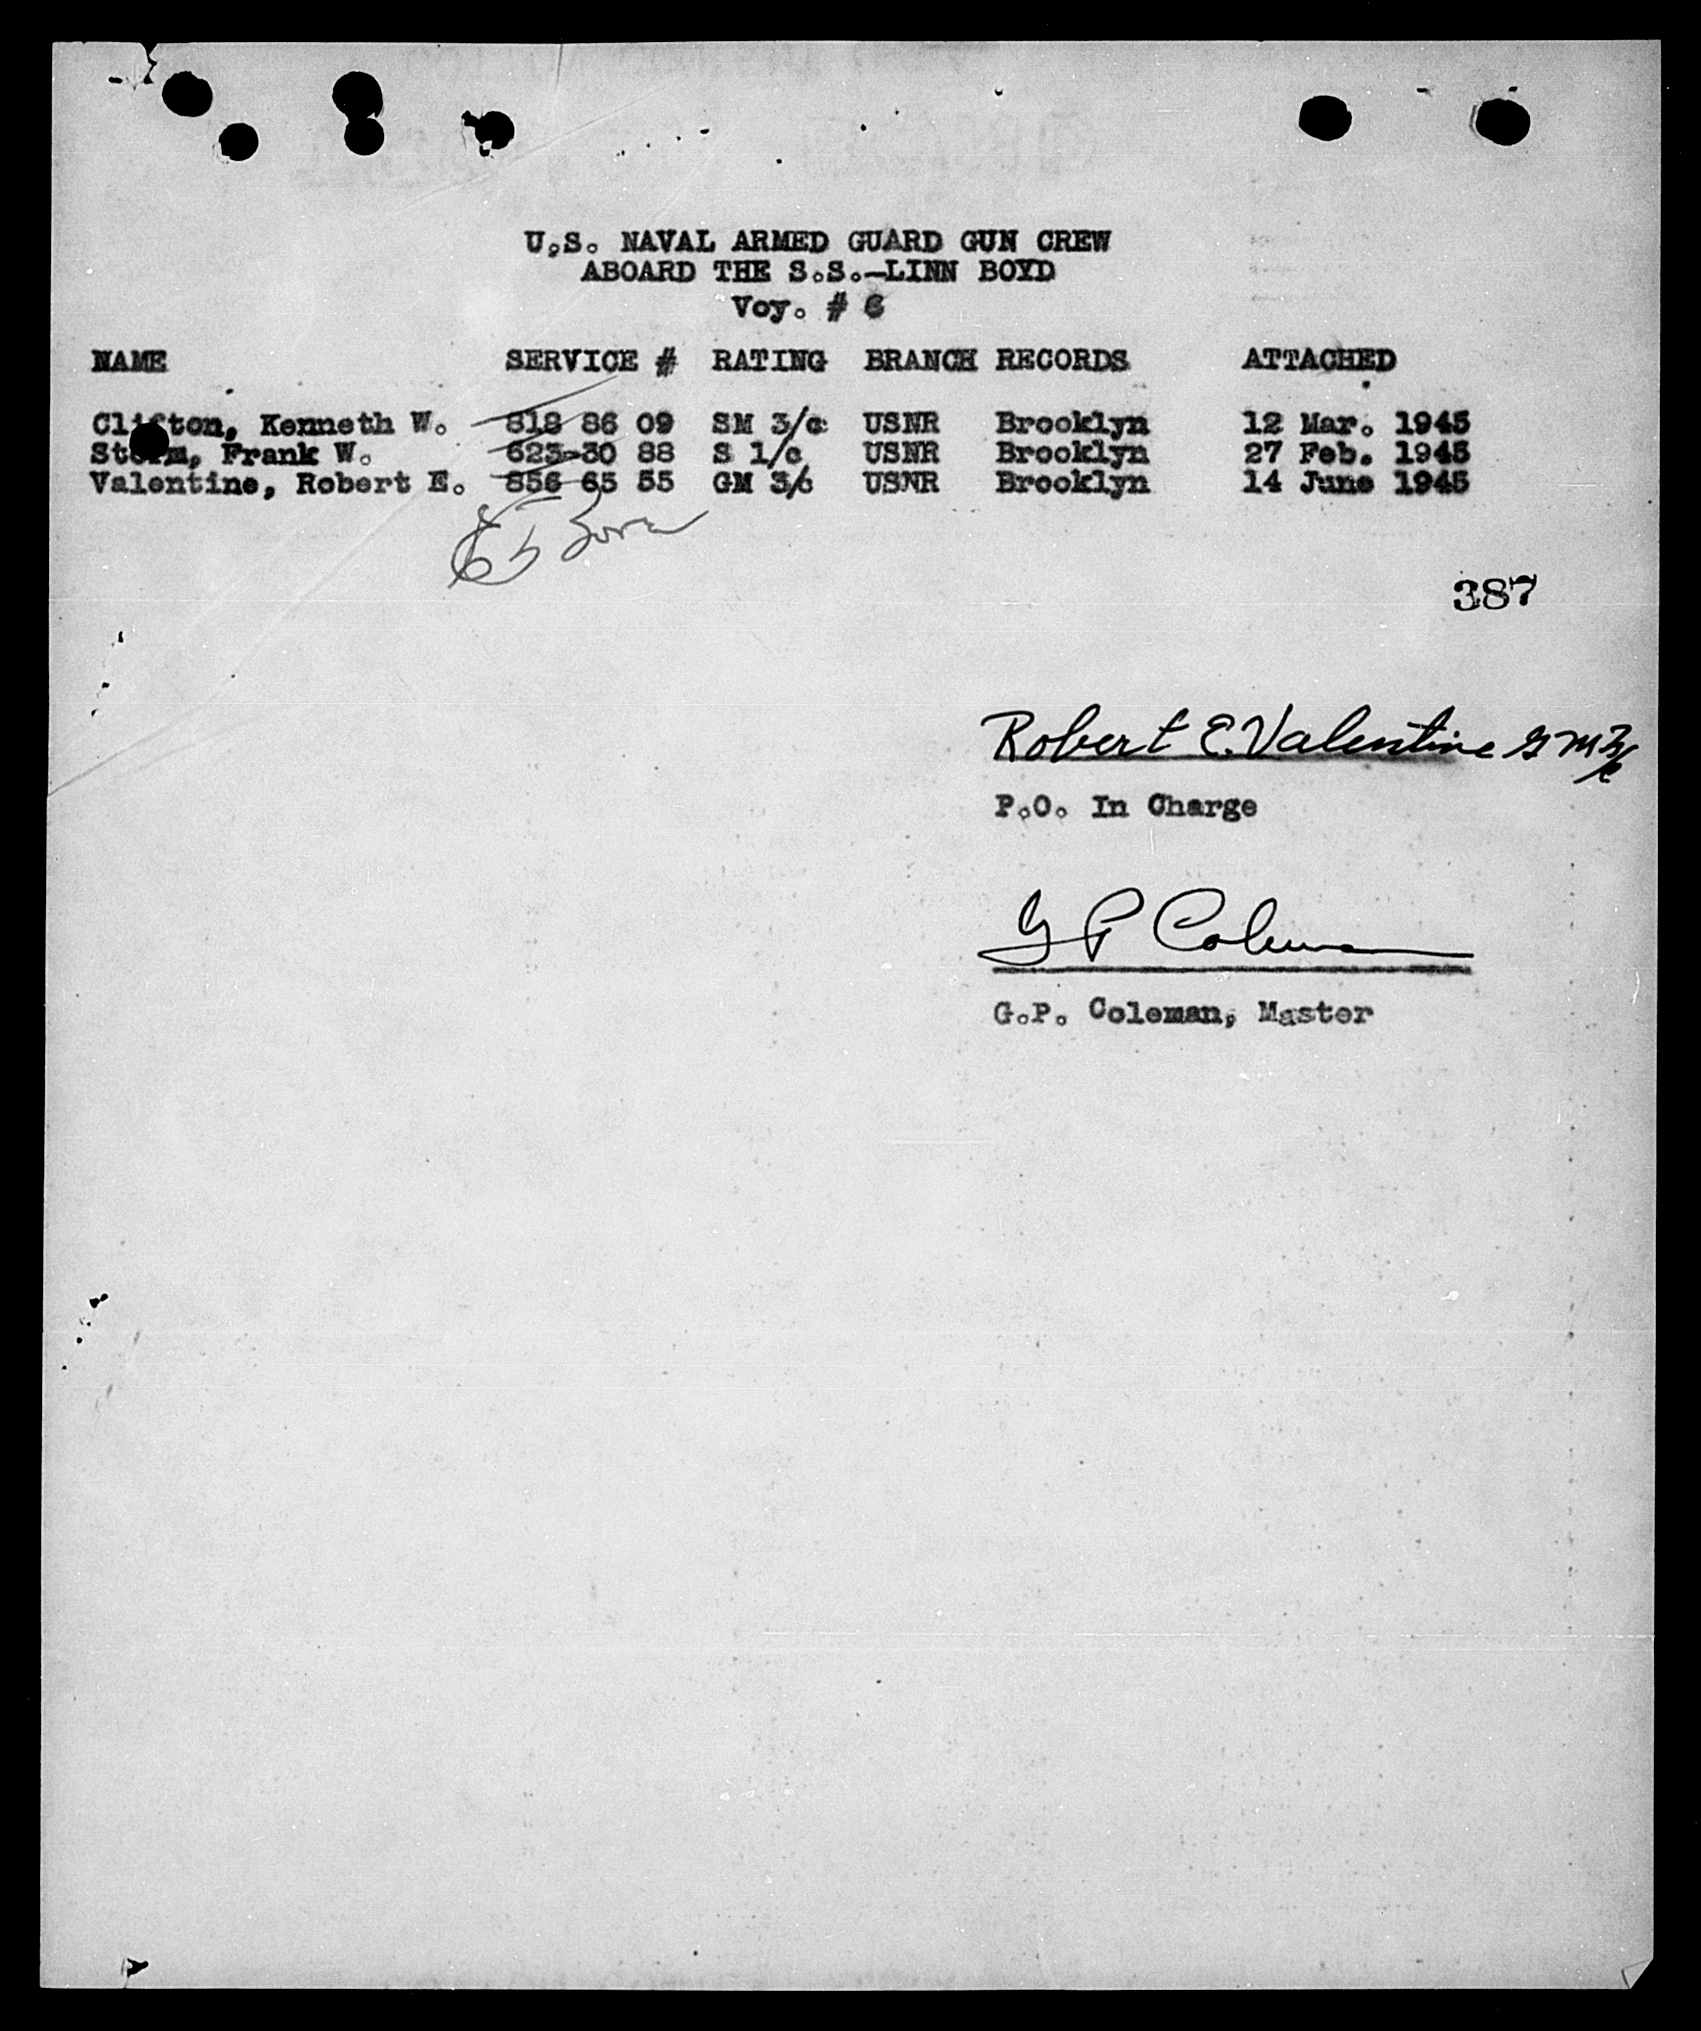 U.S. NAVAL ARMED GUARD GUN CREW
ABOARD THE S.S.-LINN BOYD
Voy. # 6
NAME SERVICE # RATING BRANCH RECORDS ATTACHED
Clifton, Kenneth W. 818 86 09 SM 3/c USNR Brooklyn 12 Mar. 1945
Storm, Frank W. 623-30 88 S 1/c USNR Brooklyn 27 Feb. 1945
Valentine, Robert E. 856 65 55 GM 3/c USNR Brooklyn 14 June 1945
387
Robert E. Valentine GM 3/c
P.O. In Charge
G P Coleman
G.P. Coleman, Master